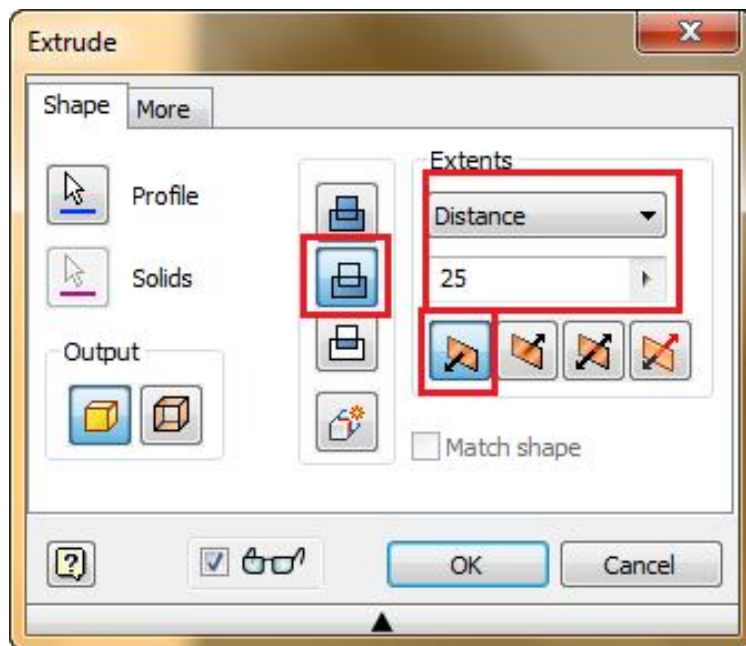 Extrude
Shape More
Extents
Profile
Distance
Solids
25
Output
Match shape
OK Cancel